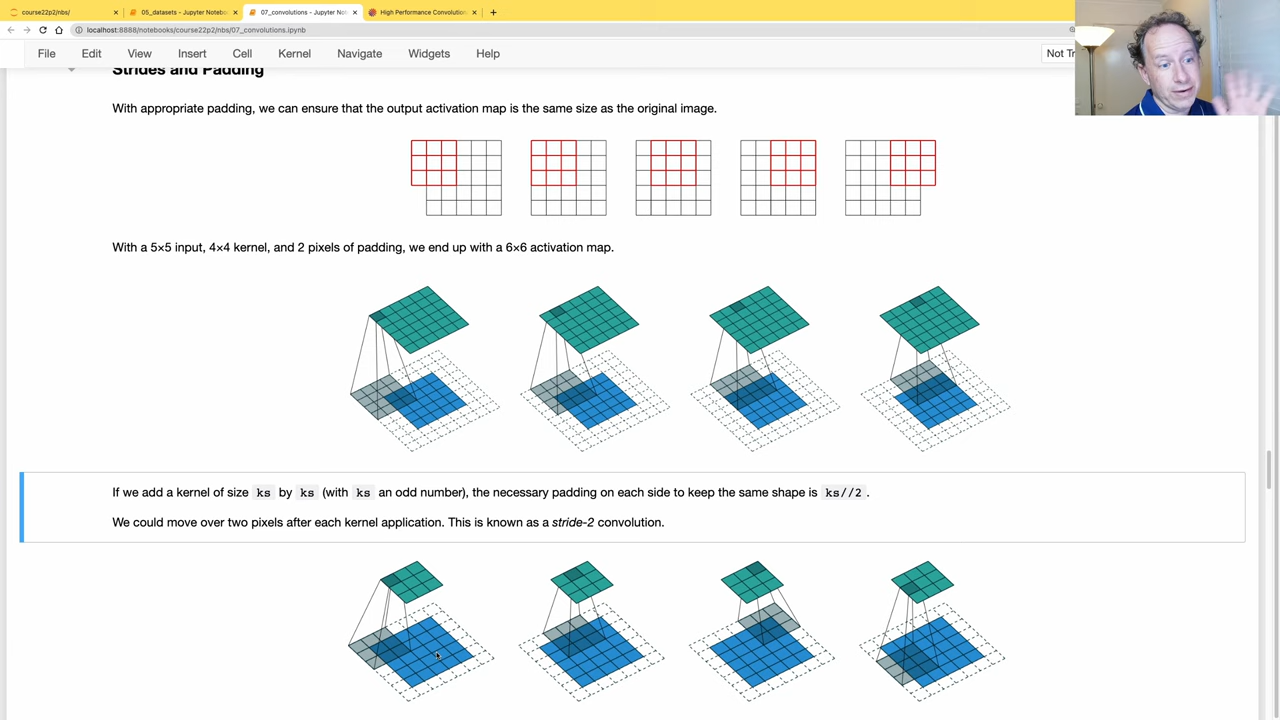 course22p2/nbs/
05_datasets - Jupyter Noteb
07_convolutions - Jupyter No
High Performance Convolution
localhost:8888/notebooks/course22p2/nbs/07_convolutions.ipynb
File Edit View Insert Cell Kernel Navigate Widgets Help
Not Tr
Strides and Padding
With appropriate padding, we can ensure that the output activation map is the same size as the original image.
With a 5×5 input, 4×4 kernel, and 2 pixels of padding, we end up with a 6×6 activation map.
If we add a kernel of size ks by ks (with ks an odd number), the necessary padding on each side to keep the same shape is ks//2.
We could move over two pixels after each kernel application. This is known as a stride-2 convolution.